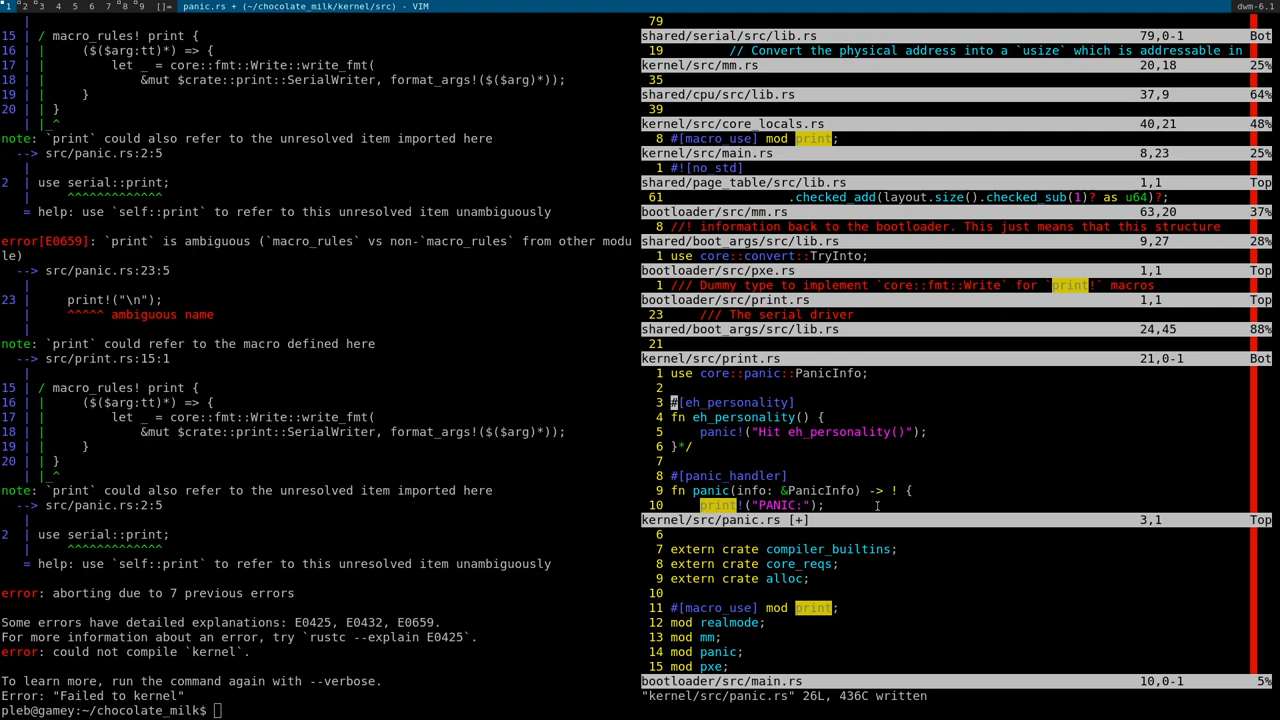 1 2 3 4 5 6 7 8 9 []= panic.rs + (~/chocolate_milk/kernel/src) - VIM dwm-6.1
|
15 | / macro_rules! print {
16 | |     ($($arg:tt)*) => {
17 | |         let _ = core::fmt::Write::write_fmt(
18 | |             &mut $crate::print::SerialWriter, format_args!($($arg)*));
19 | |     }
20 | | }
   | |_^
note: `print` could also refer to the unresolved item imported here
  --> src/panic.rs:2:5
   |
2  | use serial::print;
   |     ^^^^^^^^^^^^^
   = help: use `self::print` to refer to this unresolved item unambiguously
error[E0659]: `print` is ambiguous (`macro_rules` vs non-`macro_rules` from other modu
le)
  --> src/panic.rs:23:5
   |
23 |     print!("\n");
   |     ^^^^^ ambiguous name
   |
note: `print` could refer to the macro defined here
  --> src/print.rs:15:1
   |
15 | / macro_rules! print {
16 | |     ($($arg:tt)*) => {
17 | |         let _ = core::fmt::Write::write_fmt(
18 | |             &mut $crate::print::SerialWriter, format_args!($($arg)*));
19 | |     }
20 | | }
   | |_^
note: `print` could also refer to the unresolved item imported here
  --> src/panic.rs:2:5
   |
2  | use serial::print;
   |     ^^^^^^^^^^^^^
   = help: use `self::print` to refer to this unresolved item unambiguously
error: aborting due to 7 previous errors
Some errors have detailed explanations: E0425, E0432, E0659.
For more information about an error, try `rustc --explain E0425`.
error: could not compile `kernel`.
To learn more, run the command again with --verbose.
Error: "Failed to kernel"
pleb@gamey:~/chocolate_milk$
79
shared/serial/src/lib.rs 79,0-1 Bot
19         // Convert the physical address into a `usize` which is addressable in
kernel/src/mm.rs 20,18 25%
35
shared/cpu/src/lib.rs 37,9 64%
39
kernel/src/core_locals.rs 40,21 48%
8 #[macro_use] mod print;
kernel/src/main.rs 8,23 25%
1 #![no_std]
shared/page_table/src/lib.rs 1,1 Top
61                 .checked_add(layout.size().checked_sub(1)? as u64)?;
bootloader/src/mm.rs 63,20 37%
8 //! information back to the bootloader. This just means that this structure
shared/boot_args/src/lib.rs 9,27 28%
1 use core::convert::TryInto;
bootloader/src/pxe.rs 1,1 Top
1 /// Dummy type to implement `core::fmt::Write` for `print!` macros
bootloader/src/print.rs 1,1 Top
23     /// The serial driver
shared/boot_args/src/lib.rs 24,45 88%
21
kernel/src/print.rs 21,0-1 Bot
1 use core::panic::PanicInfo;
2
3 #[eh_personality]
4 fn eh_personality() {
5     panic!("Hit eh_personality()");
6 }*/
7
8 #[panic_handler]
9 fn panic(info: &PanicInfo) -> ! {
10     print!("PANIC:");
kernel/src/panic.rs [+] 3,1 Top
6
7 extern crate compiler_builtins;
8 extern crate core_reqs;
9 extern crate alloc;
10
11 #[macro_use] mod print;
12 mod realmode;
13 mod mm;
14 mod panic;
15 mod pxe;
bootloader/src/main.rs 10,0-1 5%
"kernel/src/panic.rs" 26L, 436C written